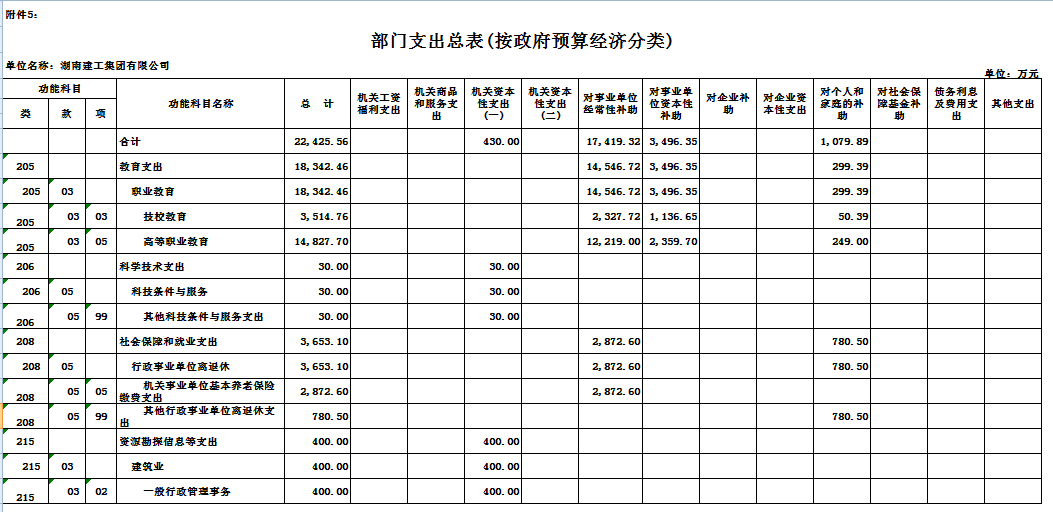 附件5：
部门支出总表(按政府预算经济分类)
单位名称：湖南建工集团有限公司
单位：万元
功能科目 功能科目名称 总 计 机关工资福利支出 机关商品和服务支出 机关资本性支出(一) 机关资本性支出(二) 对事业单位经常性补助 对事业单位资本性补助 对企业补助 对企业资本性支出 对个人和家庭的补助 对社会保障基金补助 债务利息及费用支出 其他支出
类 款 项
合计 22,425.56 430.00 17,419.32 3,496.35 1,079.89
205 教育支出 18,342.46 14,546.72 3,496.35 299.39
205 03 职业教育 18,342.46 14,546.72 3,496.35 299.39
205 03 03 技校教育 3,514.76 2,327.72 1,136.65 50.39
205 03 05 高等职业教育 14,827.70 12,219.00 2,359.70 249.00
206 科学技术支出 30.00 30.00
206 05 科技条件与服务 30.00 30.00
206 05 99 其他科技条件与服务支出 30.00 30.00
208 社会保障和就业支出 3,653.10 2,872.60 780.50
208 05 行政事业单位离退休 3,653.10 2,872.60 780.50
208 05 05 机关事业单位基本养老保险缴费支出 2,872.60 2,872.60
208 05 99 其他行政事业单位离退休支出 780.50 780.50
215 资源勘探信息等支出 400.00 400.00
215 03 建筑业 400.00 400.00
215 03 02 一般行政管理事务 400.00 400.00